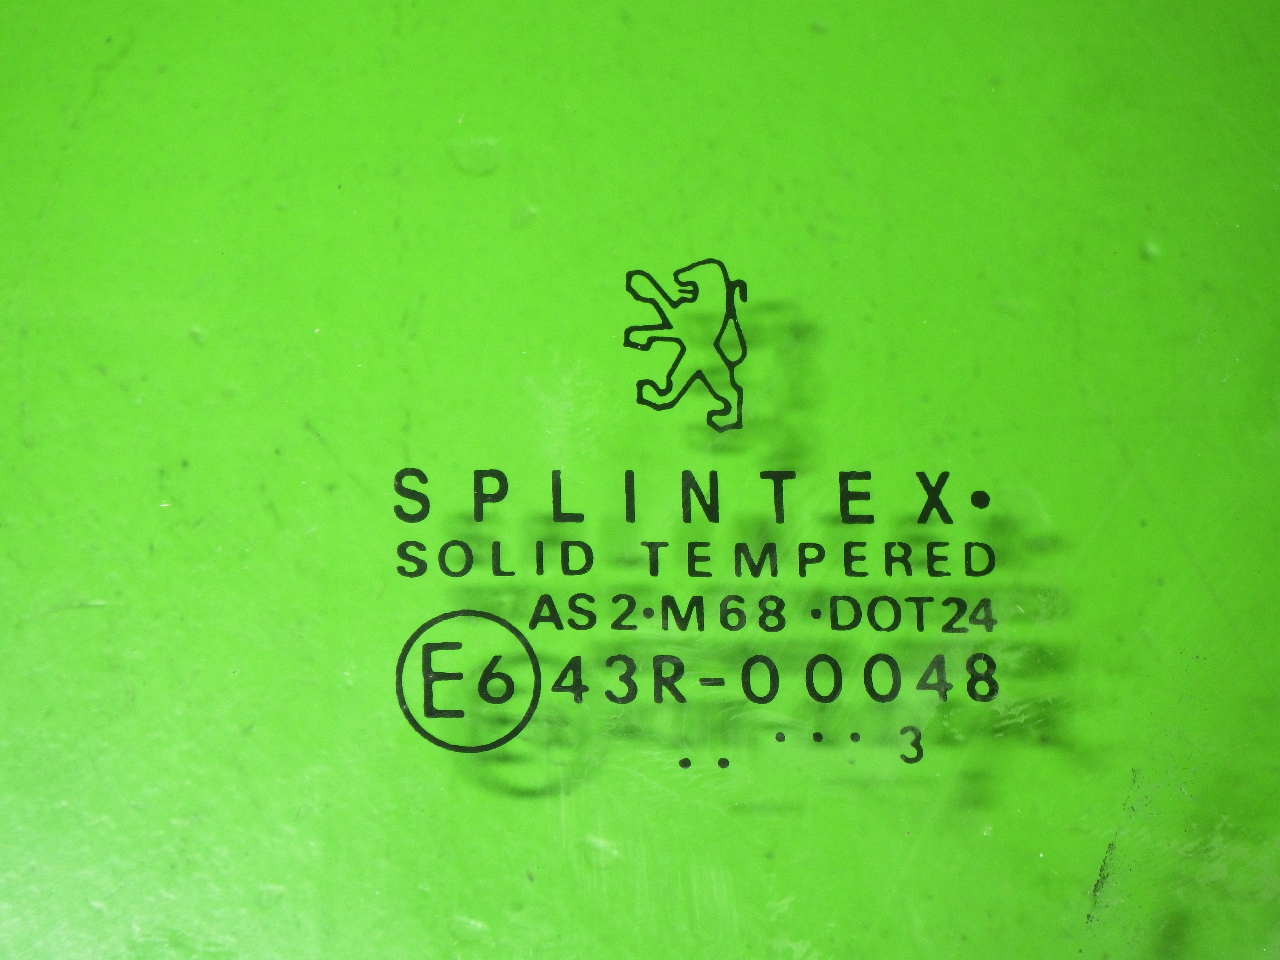 SPLINTEX•
SOLID TEMPERED
AS2•M68•DOT24
E6 43R-00048
•• ••• 3